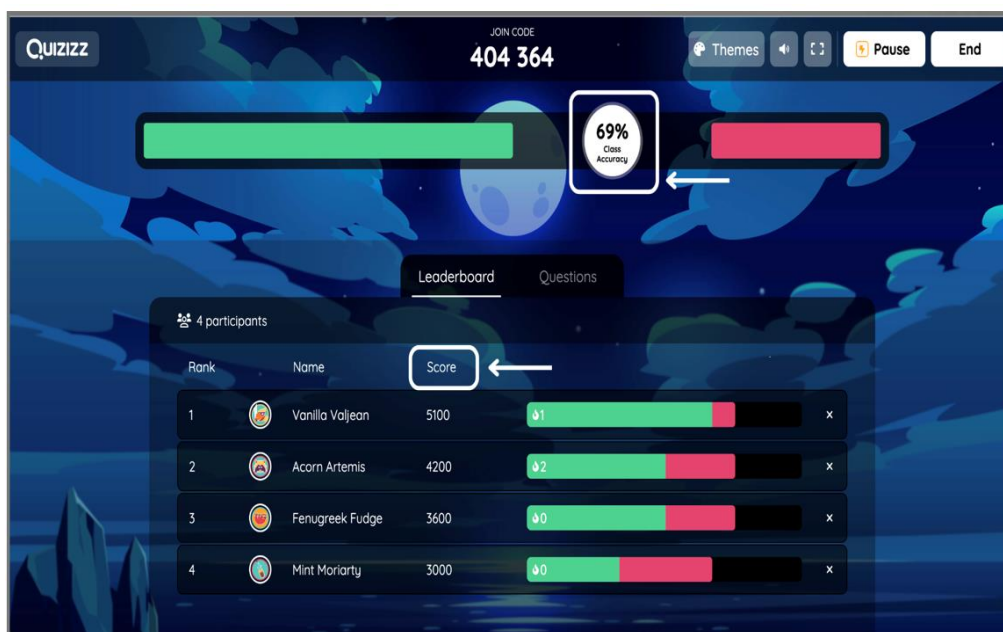 QUIZIZZ
JOIN CODE
404 364
Themes
Pause
End
69%
Class
Accuracy
Leaderboard Questions
4 participants
Rank Name Score
1 Vanilla Valjean 5100 1 x
2 Acorn Artemis 4200 2 x
3 Fenugreek Fudge 3600 0 x
4 Mint Moriarty 3000 0 x